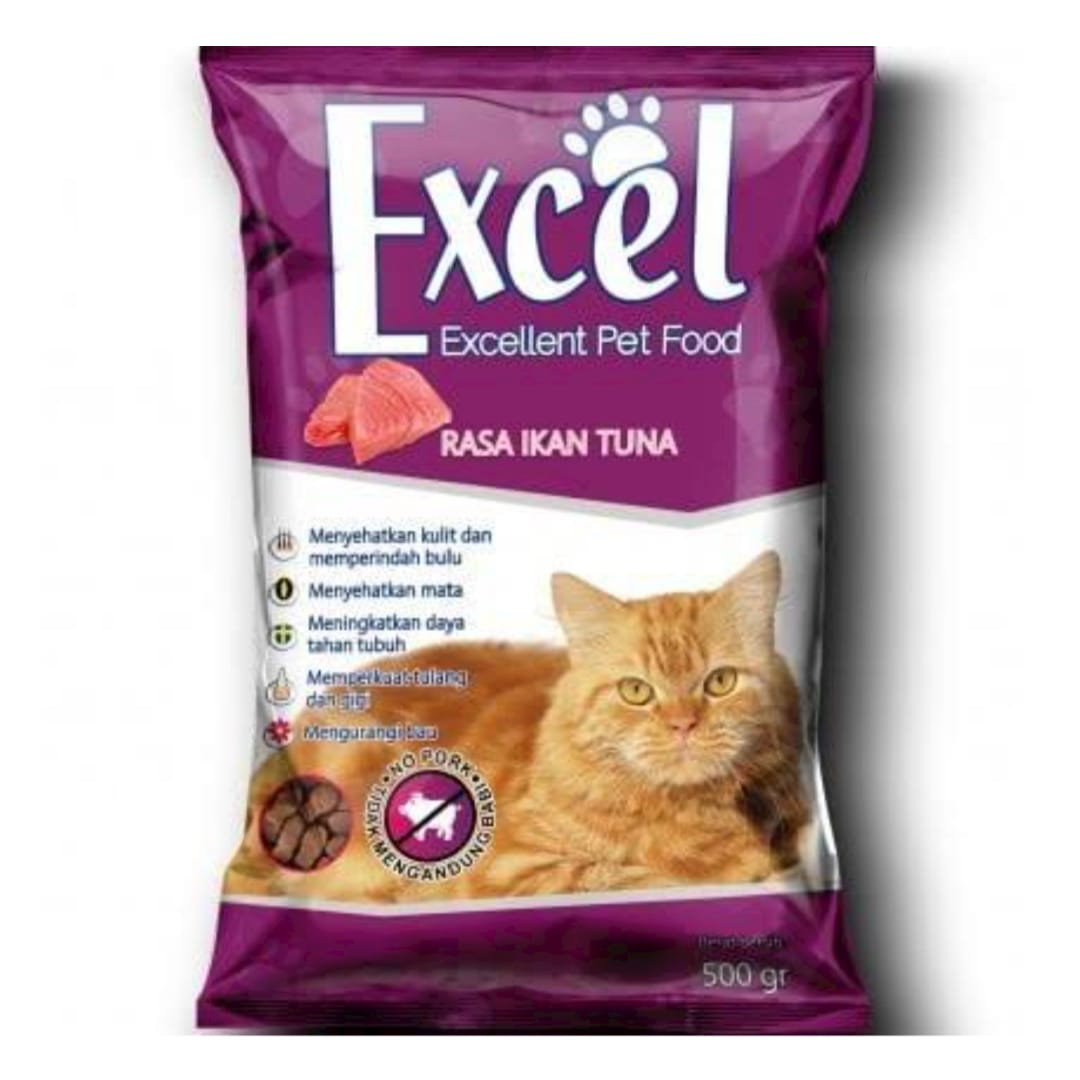 Excel
Excellent Pet Food
RASA IKAN TUNA
Menyehatkan kulit dan
memperindah bulu
Menyehatkan mata
Meningkatkan daya
tahan tubuh
Memperkuat tulang
dan gigi
Mengurangi bau
•NO PORK•
TIDAK MENGANDUNG BABI
500 gr